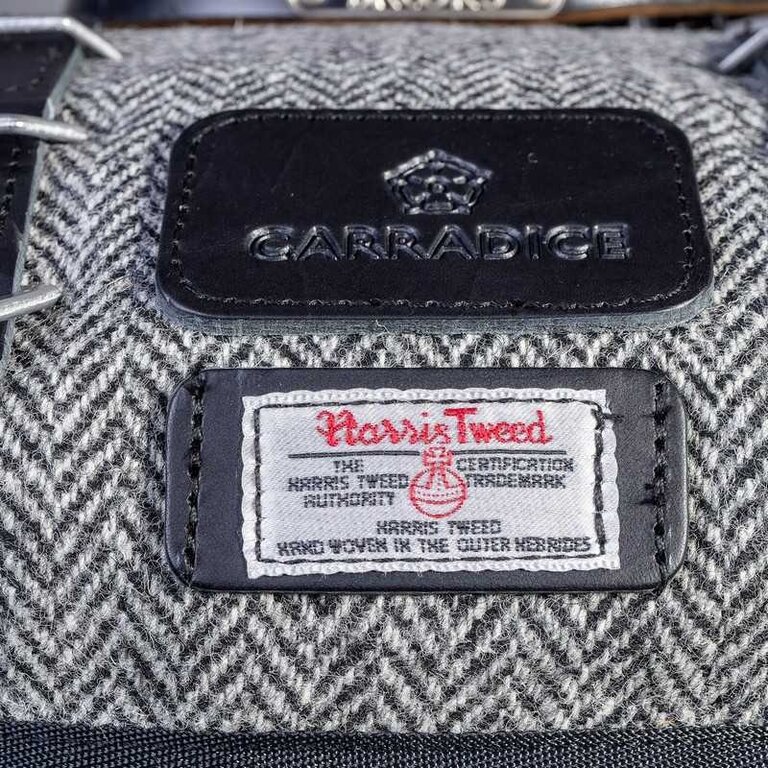 CARRADICE
Harris Tweed
THE CERTIFICATION
HARRIS TWEED TRADEMARK
AUTHORITY
HARRIS TWEED
HAND WOVEN IN THE OUTER HEBRIDES